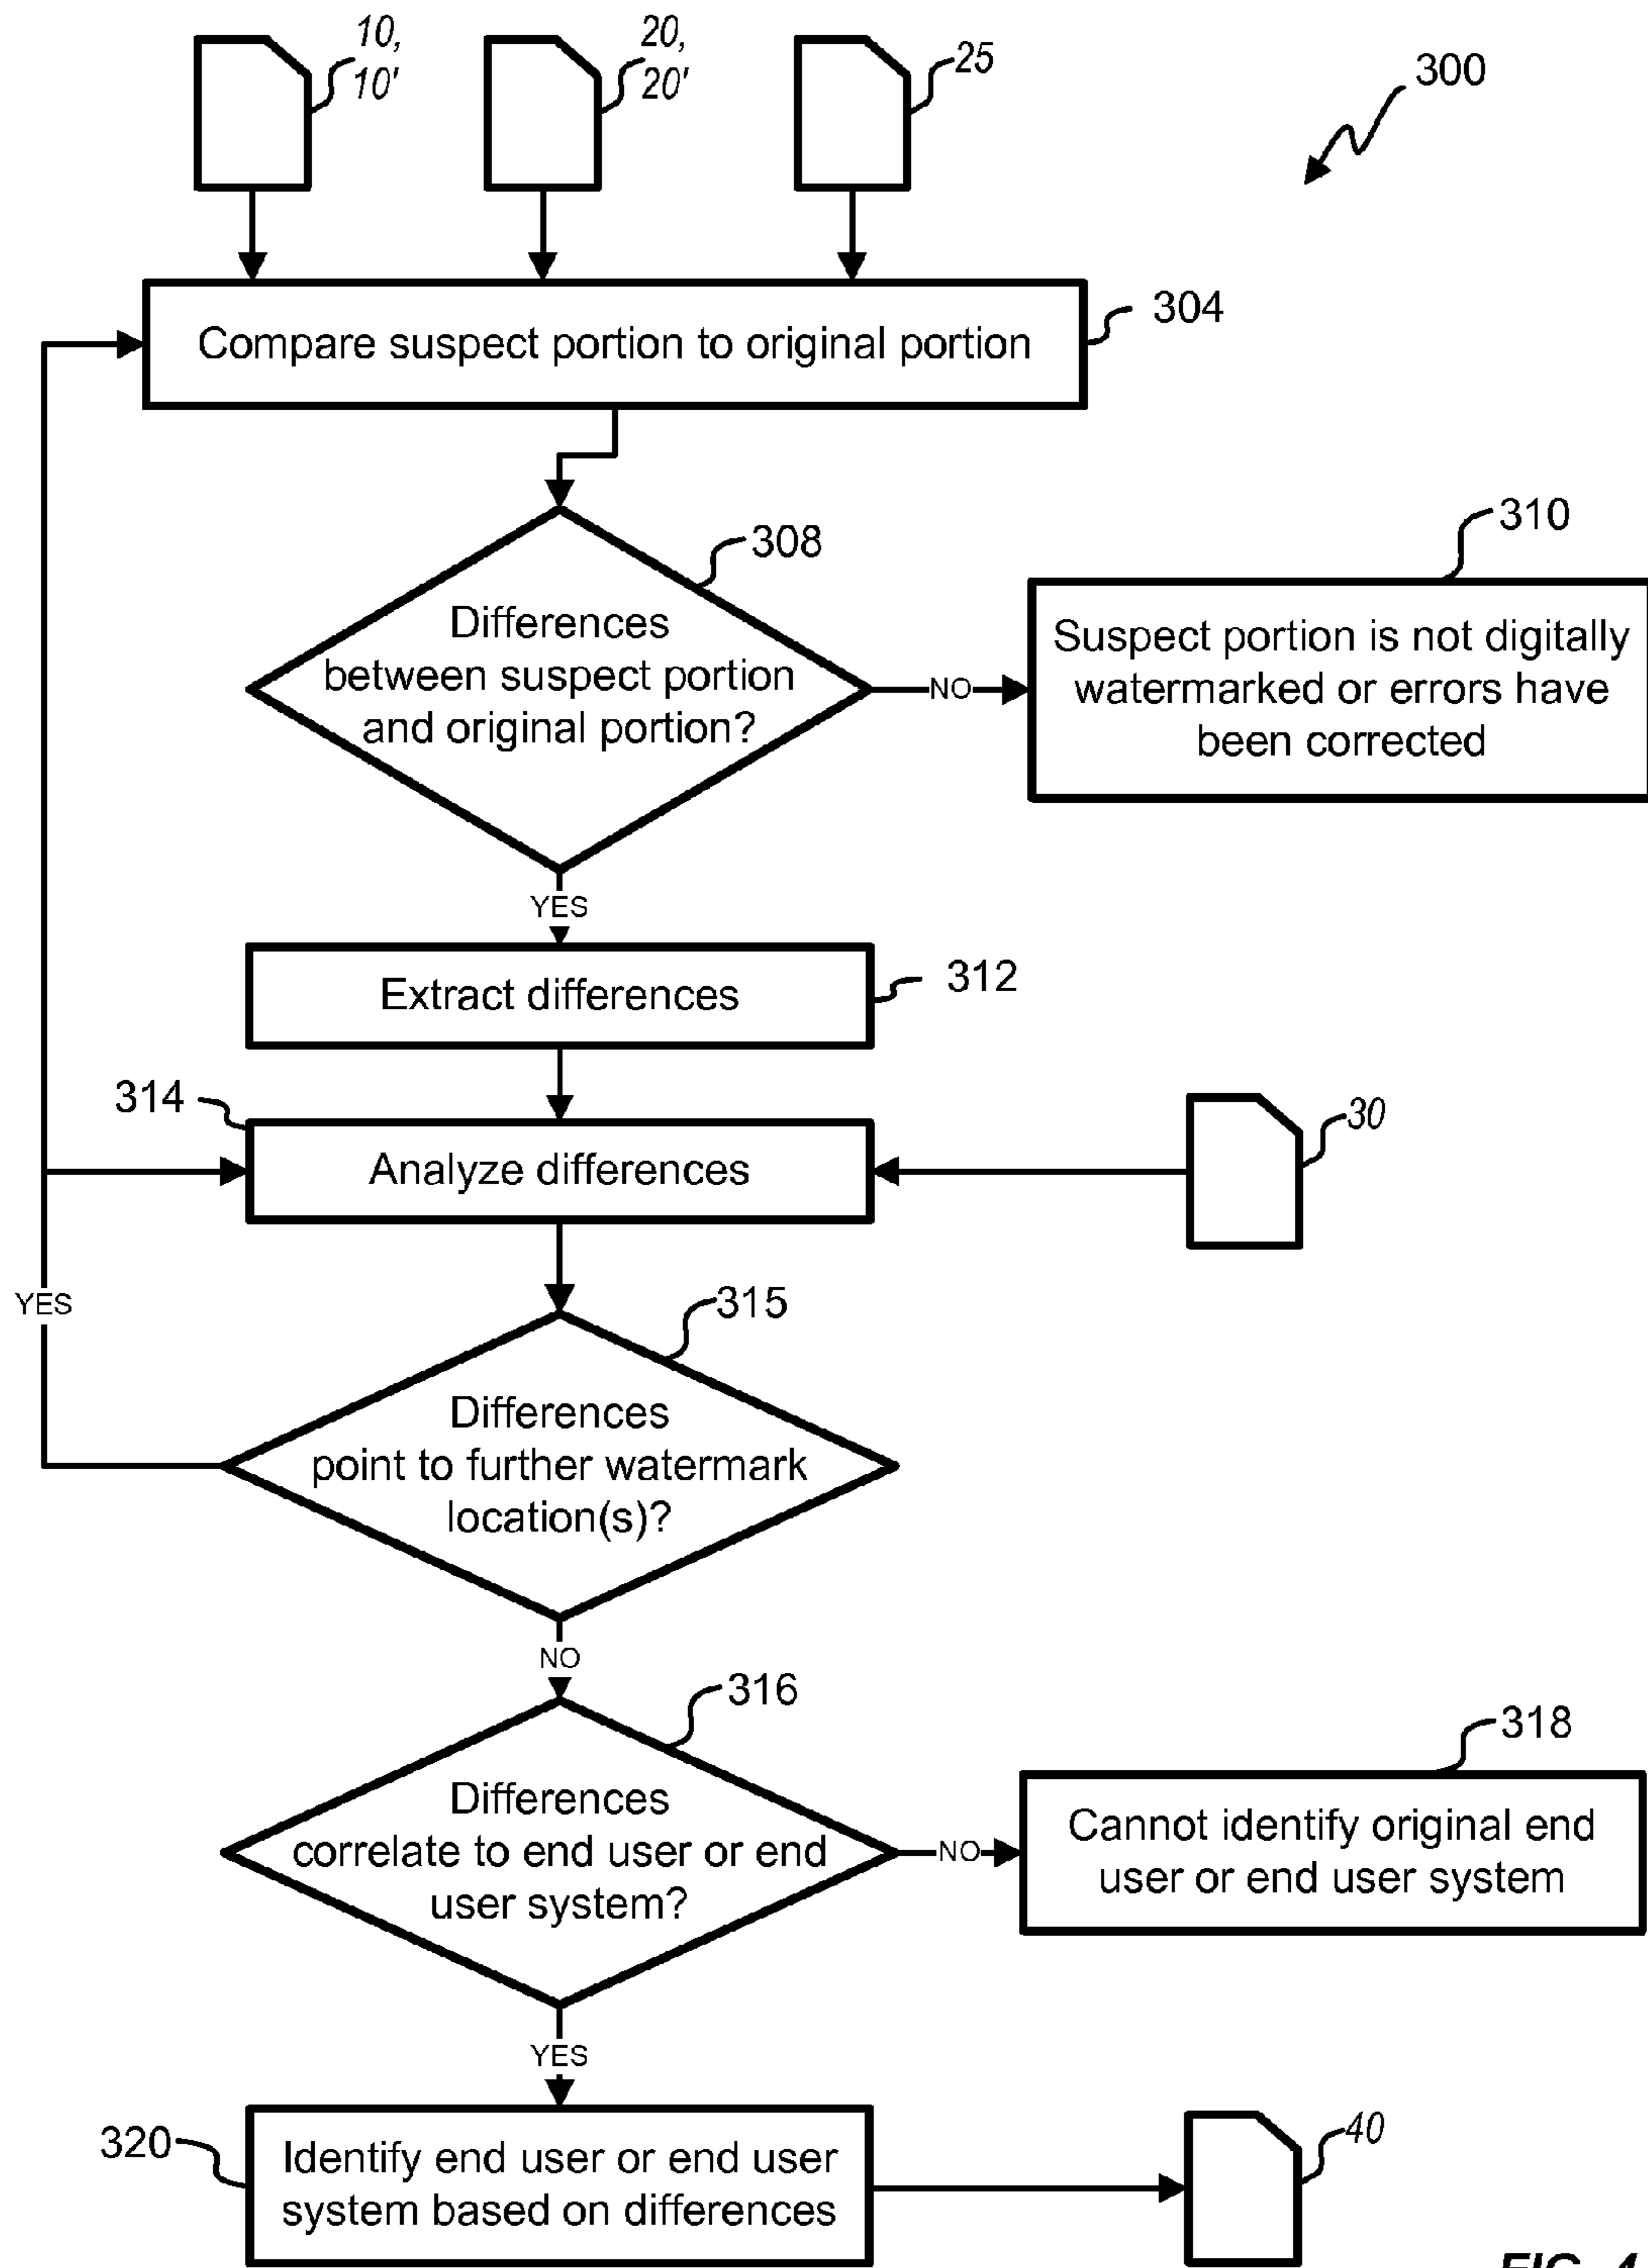 10,
10'
20,
20'
25
300
Compare suspect portion to original portion
304
308
Differences
between suspect portion
and original portion?
NO
310
Suspect portion is not digitally
watermarked or errors have
been corrected
YES
Extract differences
312
314
Analyze differences
30
YES
315
Differences
point to further watermark
location(s)?
NO
316
Differences
correlate to end user or end
user system?
NO
318
Cannot identify original end
user or end user system
YES
320
Identify end user or end user
system based on differences
40
FIG. 4